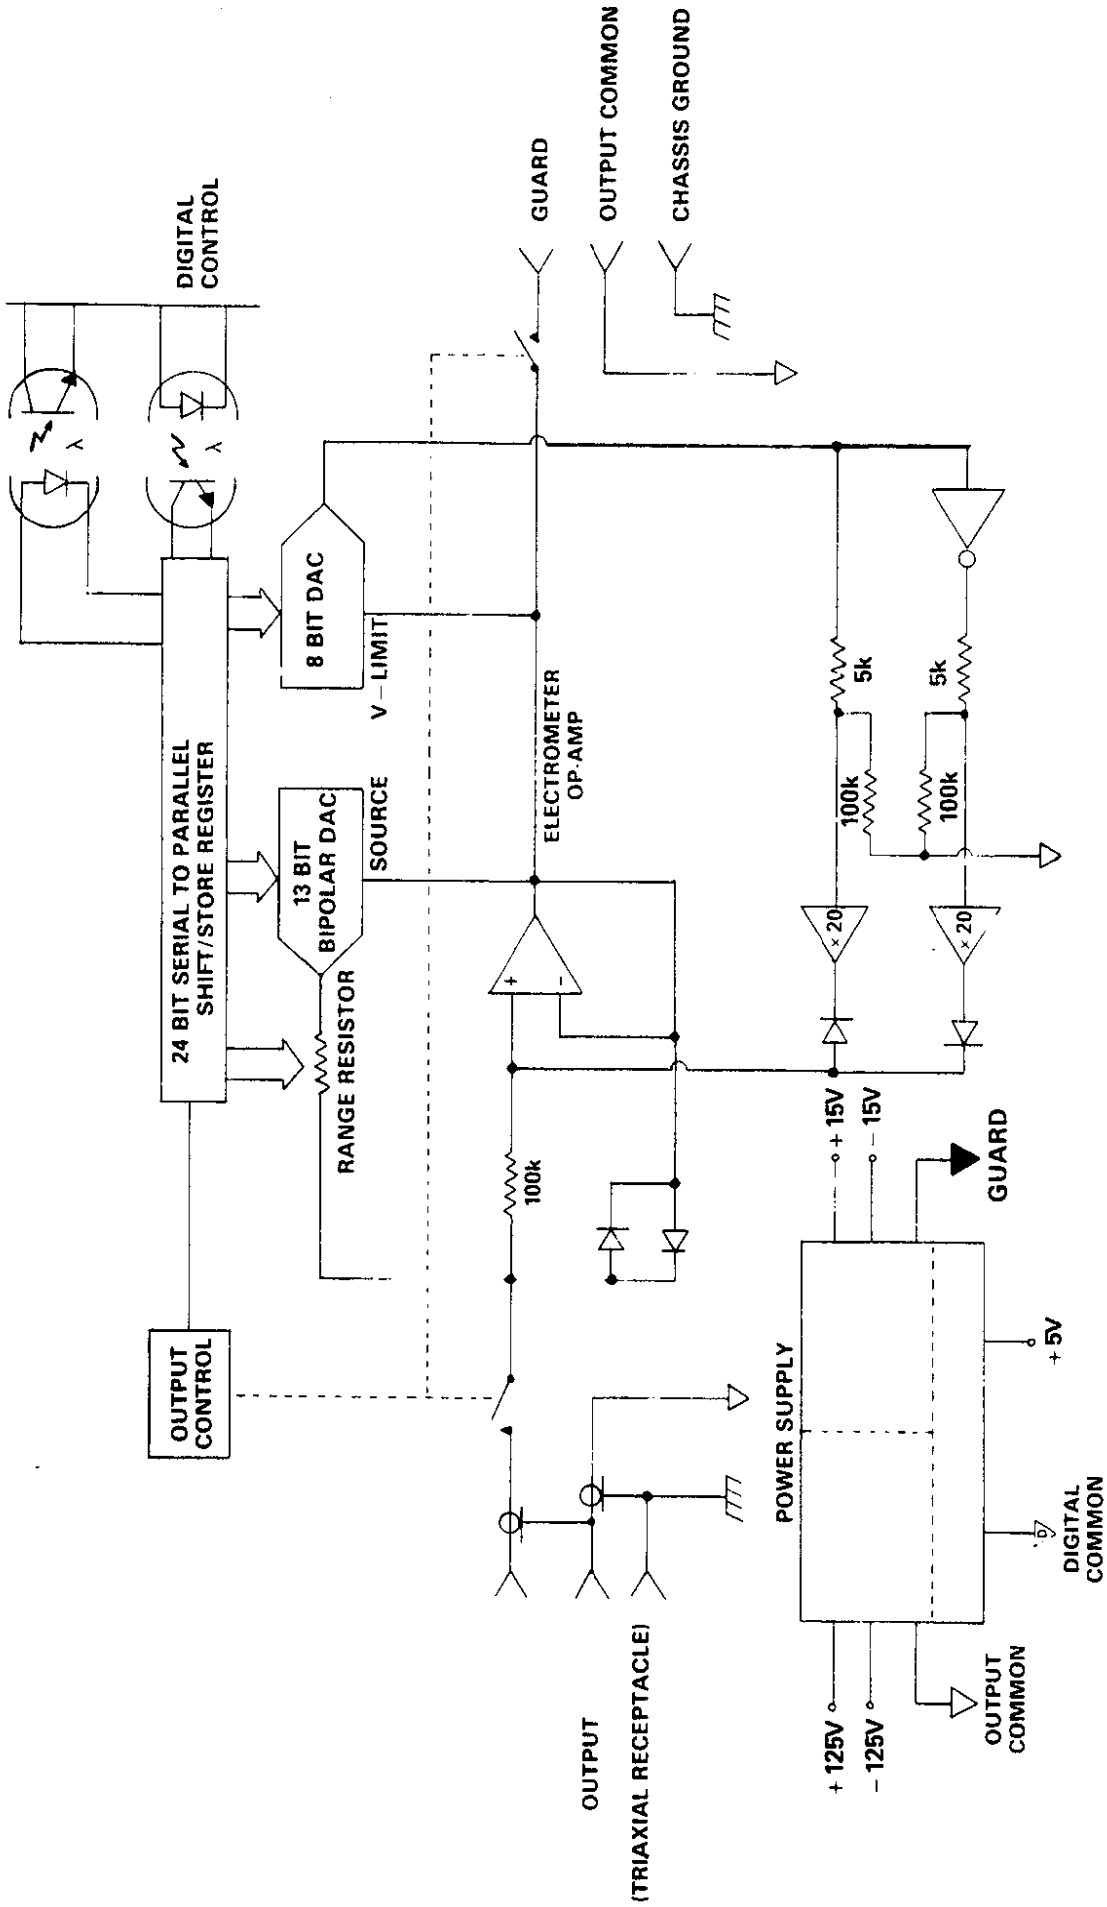 DIGITAL
CONTROL
λ
λ
24 BIT SERIAL TO PARALLEL
SHIFT/STORE REGISTER
OUTPUT
CONTROL
8 BIT DAC
V – LIMIT
13 BIT
BIPOLAR DAC
SOURCE
RANGE RESISTOR
GUARD
OUTPUT COMMON
CHASSIS GROUND
ELECTROMETER
OP-AMP
+
–
100k
5k
5k
100k
100k
× 20
× 20
OUTPUT
(TRIAXIAL RECEPTACLE)
POWER SUPPLY
+ 15V
– 15V
GUARD
+ 5V
D
DIGITAL
COMMON
+ 125V
– 125V
OUTPUT
COMMON